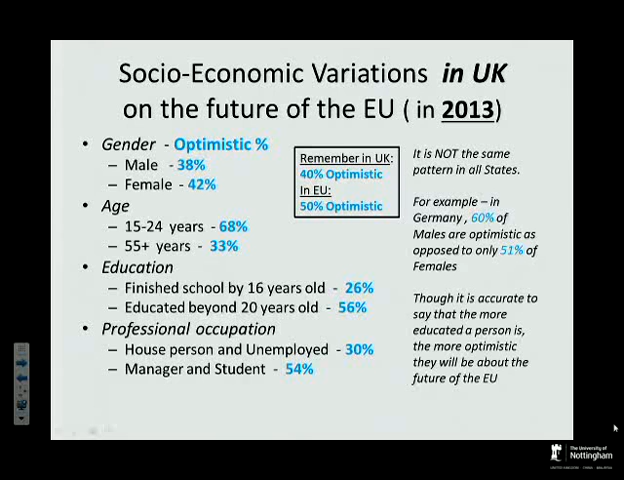 Socio-Economic Variations in UK
on the future of the EU ( in 2013)
• Gender - Optimistic %
– Male - 38%
– Female - 42%
• Age
– 15-24 years - 68%
– 55+ years - 33%
• Education
– Finished school by 16 years old - 26%
– Educated beyond 20 years old - 56%
• Professional occupation
– House person and Unemployed - 30%
– Manager and Student - 54%
Remember in UK:
40% Optimistic
In EU:
50% Optimistic
It is NOT the same
pattern in all States.
For example – in
Germany , 60% of
Males are optimistic as
opposed to only 51% of
Females
Though it is accurate to
say that the more
educated a person is,
the more optimistic
they will be about the
future of the EU
The University of
Nottingham
UNITED KINGDOM · CHINA · MALAYSIA